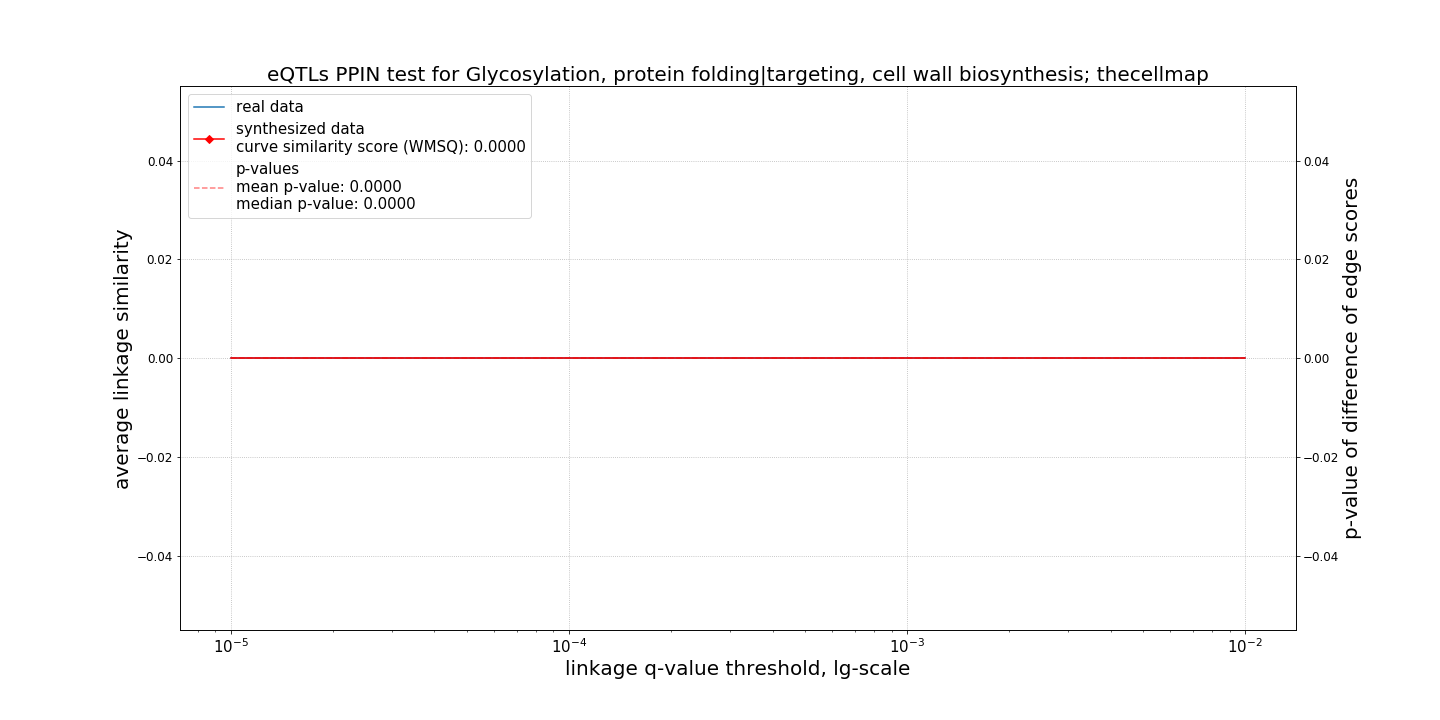 eQTLs PPIN test for Glycosylation, protein folding|targeting, cell wall biosynthesis; thecellmap
real data
synthesized data
curve similarity score (WMSQ): 0.0000
p-values
mean p-value: 0.0000
median p-value: 0.0000
average linkage similarity
0.04
0.02
0.00
−0.02
−0.04
0.04
0.02
0.00
−0.02
−0.04
p-value of difference of edge scores
10⁻⁵ 10⁻⁴ 10⁻³ 10⁻²
linkage q-value threshold, lg-scale